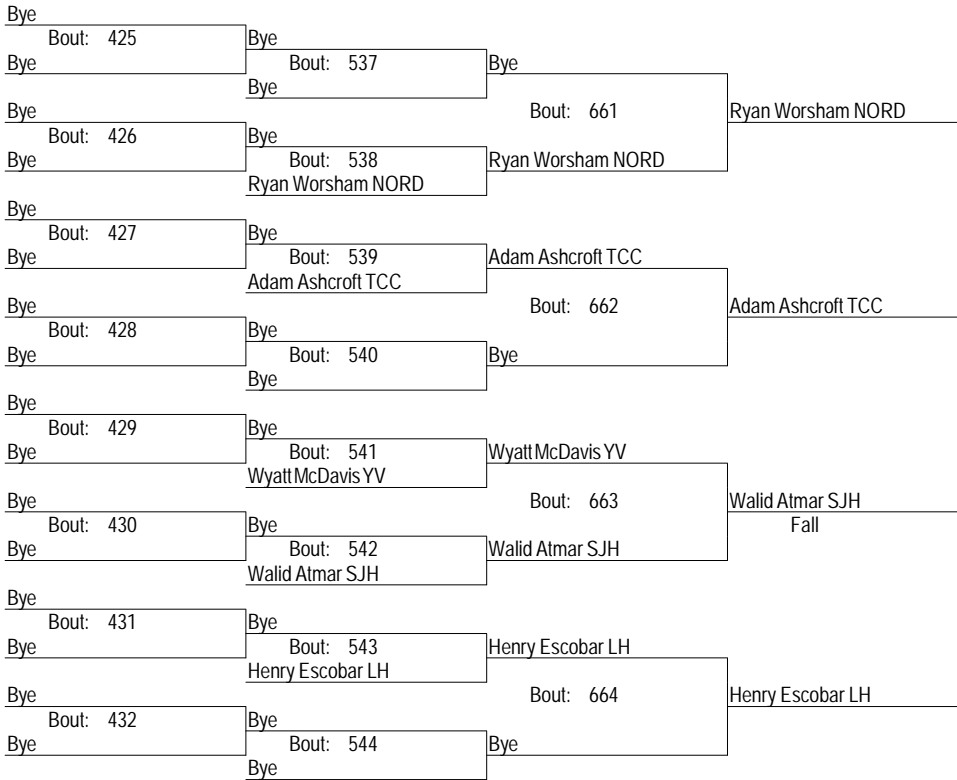 Bye
Bout: 425 Bye
Bye Bout: 537 Bye
Bye
Bye Bout: 661 Ryan Worsham NORD
Bout: 426 Bye
Bye Bout: 538 Ryan Worsham NORD
Ryan Worsham NORD
Bye
Bout: 427 Bye
Bye Bout: 539 Adam Ashcroft TCC
Adam Ashcroft TCC
Bye Bout: 662 Adam Ashcroft TCC
Bout: 428 Bye
Bye Bout: 540 Bye
Bye
Bye
Bout: 429 Bye
Bye Bout: 541 Wyatt McDavis YV
Wyatt McDavis YV
Bye Bout: 663 Walid Atmar SJH
Bout: 430 Bye Fall
Bye Bout: 542 Walid Atmar SJH
Walid Atmar SJH
Bye
Bout: 431 Bye
Bye Bout: 543 Henry Escobar LH
Henry Escobar LH
Bye Bout: 664 Henry Escobar LH
Bout: 432 Bye
Bye Bout: 544 Bye
Bye